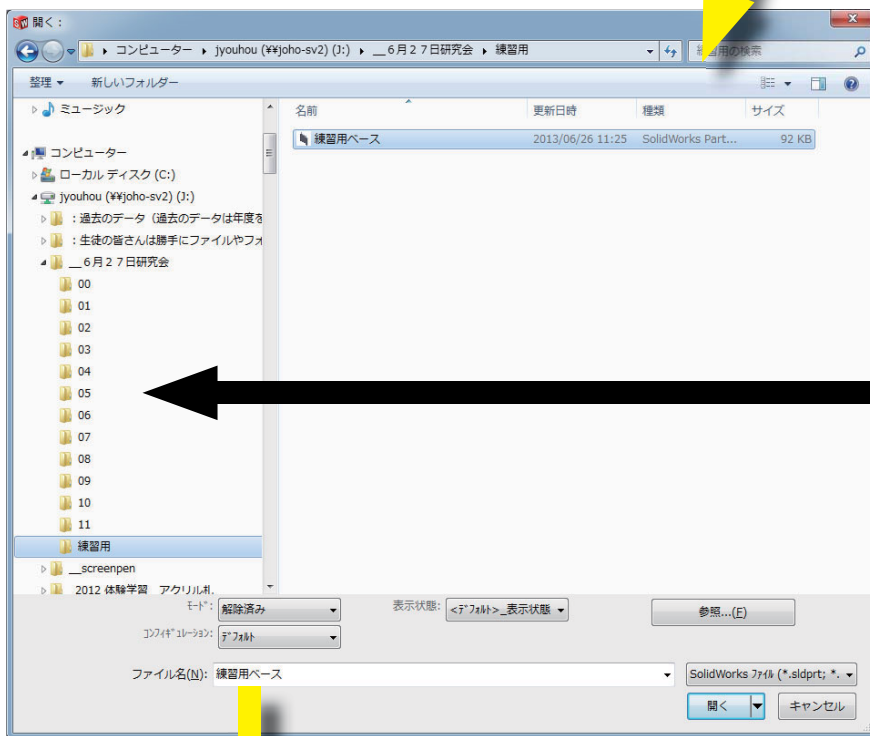 開く:
コンピューター ▸ jyouhou (¥¥joho-sv2) (J:) ▸ __6月27日研究会 ▸ 練習用
の検索
整理 新しいフォルダー
ミュージック
コンピューター
ローカル ディスク (C:)
jyouhou (¥¥joho-sv2) (J:)
:過去のデータ(過去のデータは年度を
:生徒の皆さんは勝手にファイルやフォ
__6月27日研究会
00
01
02
03
04
05
06
07
08
09
10
11
練習用
__screenpen
2012 体験学習 アクリル札
名前 更新日時 種類 サイズ
練習用ベース 2013/06/26 11:25 SolidWorks Part... 92 KB
モード: 解除済み
表示状態: <デフォルト>_表示状態
参照...(F)
コンフィギュレーション: デフォルト
ファイル名(N): 練習用ベース
SolidWorks ファイル (*.sldprt; *.
開く キャンセル